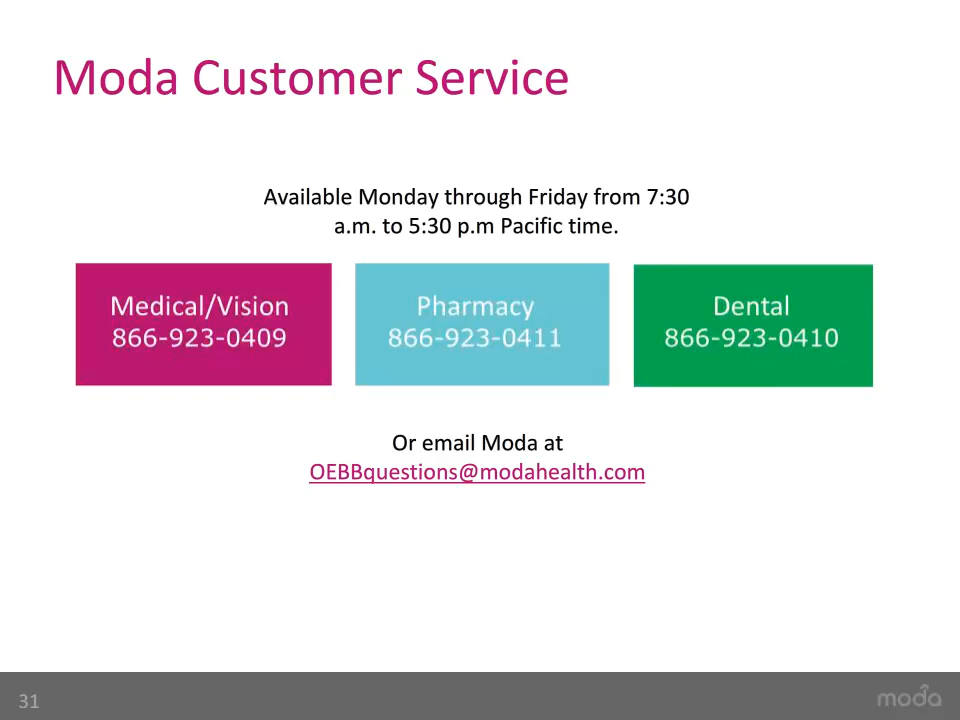 Moda Customer Service
Available Monday through Friday from 7:30
a.m. to 5:30 p.m Pacific time.
Medical/Vision
866-923-0409
Pharmacy
866-923-0411
Dental
866-923-0410
Or email Moda at
OEBBquestions@modahealth.com
31
moda